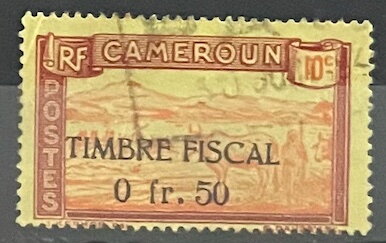 RF CAMEROUN 10c
POSTES
TIMBRE FISCAL
0 fr. 50